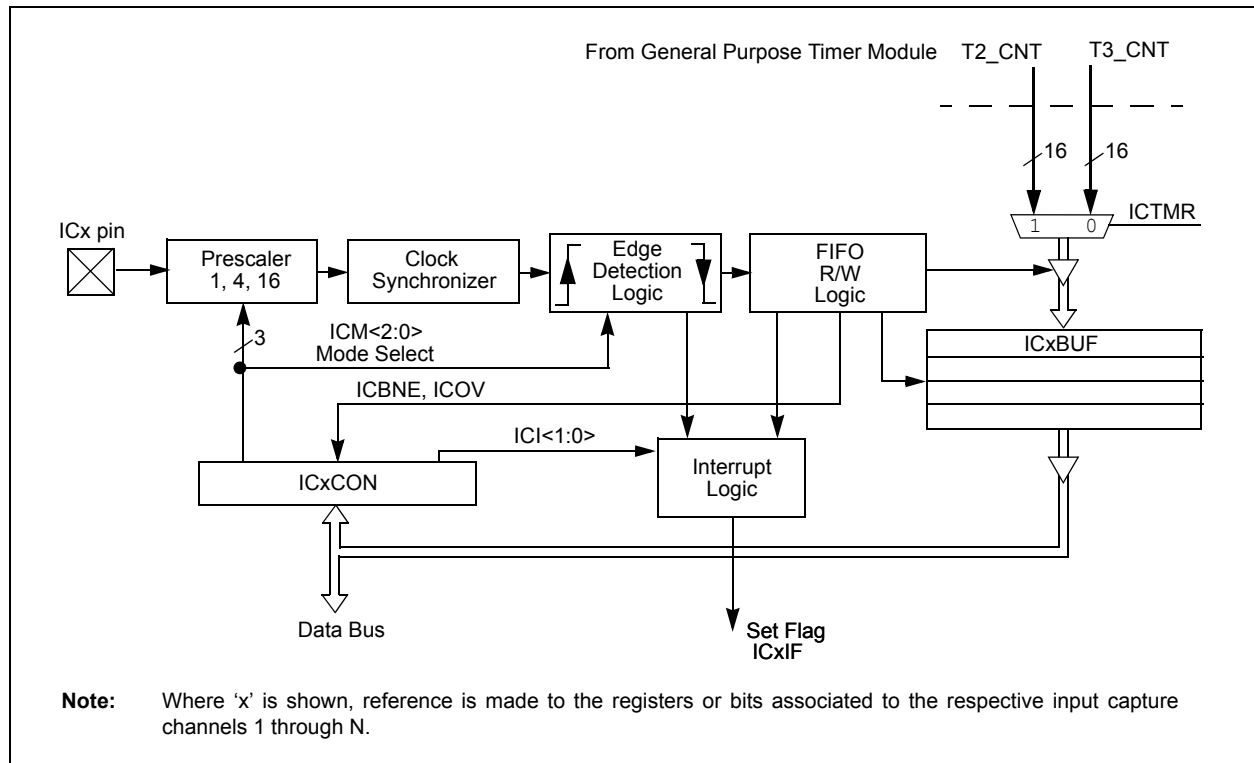 From General Purpose Timer Module
T2_CNT
T3_CNT
16
16
ICTMR
1
0
ICx pin
Prescaler
1, 4, 16
Clock
Synchronizer
Edge
Detection
Logic
FIFO
R/W
Logic
3
ICM<2:0>
Mode Select
ICxBUF
ICBNE, ICOV
ICI<1:0>
Interrupt
Logic
ICxCON
Data Bus
Set Flag
ICxIF
Note: Where ‘x’ is shown, reference is made to the registers or bits associated to the respective input capture
channels 1 through N.